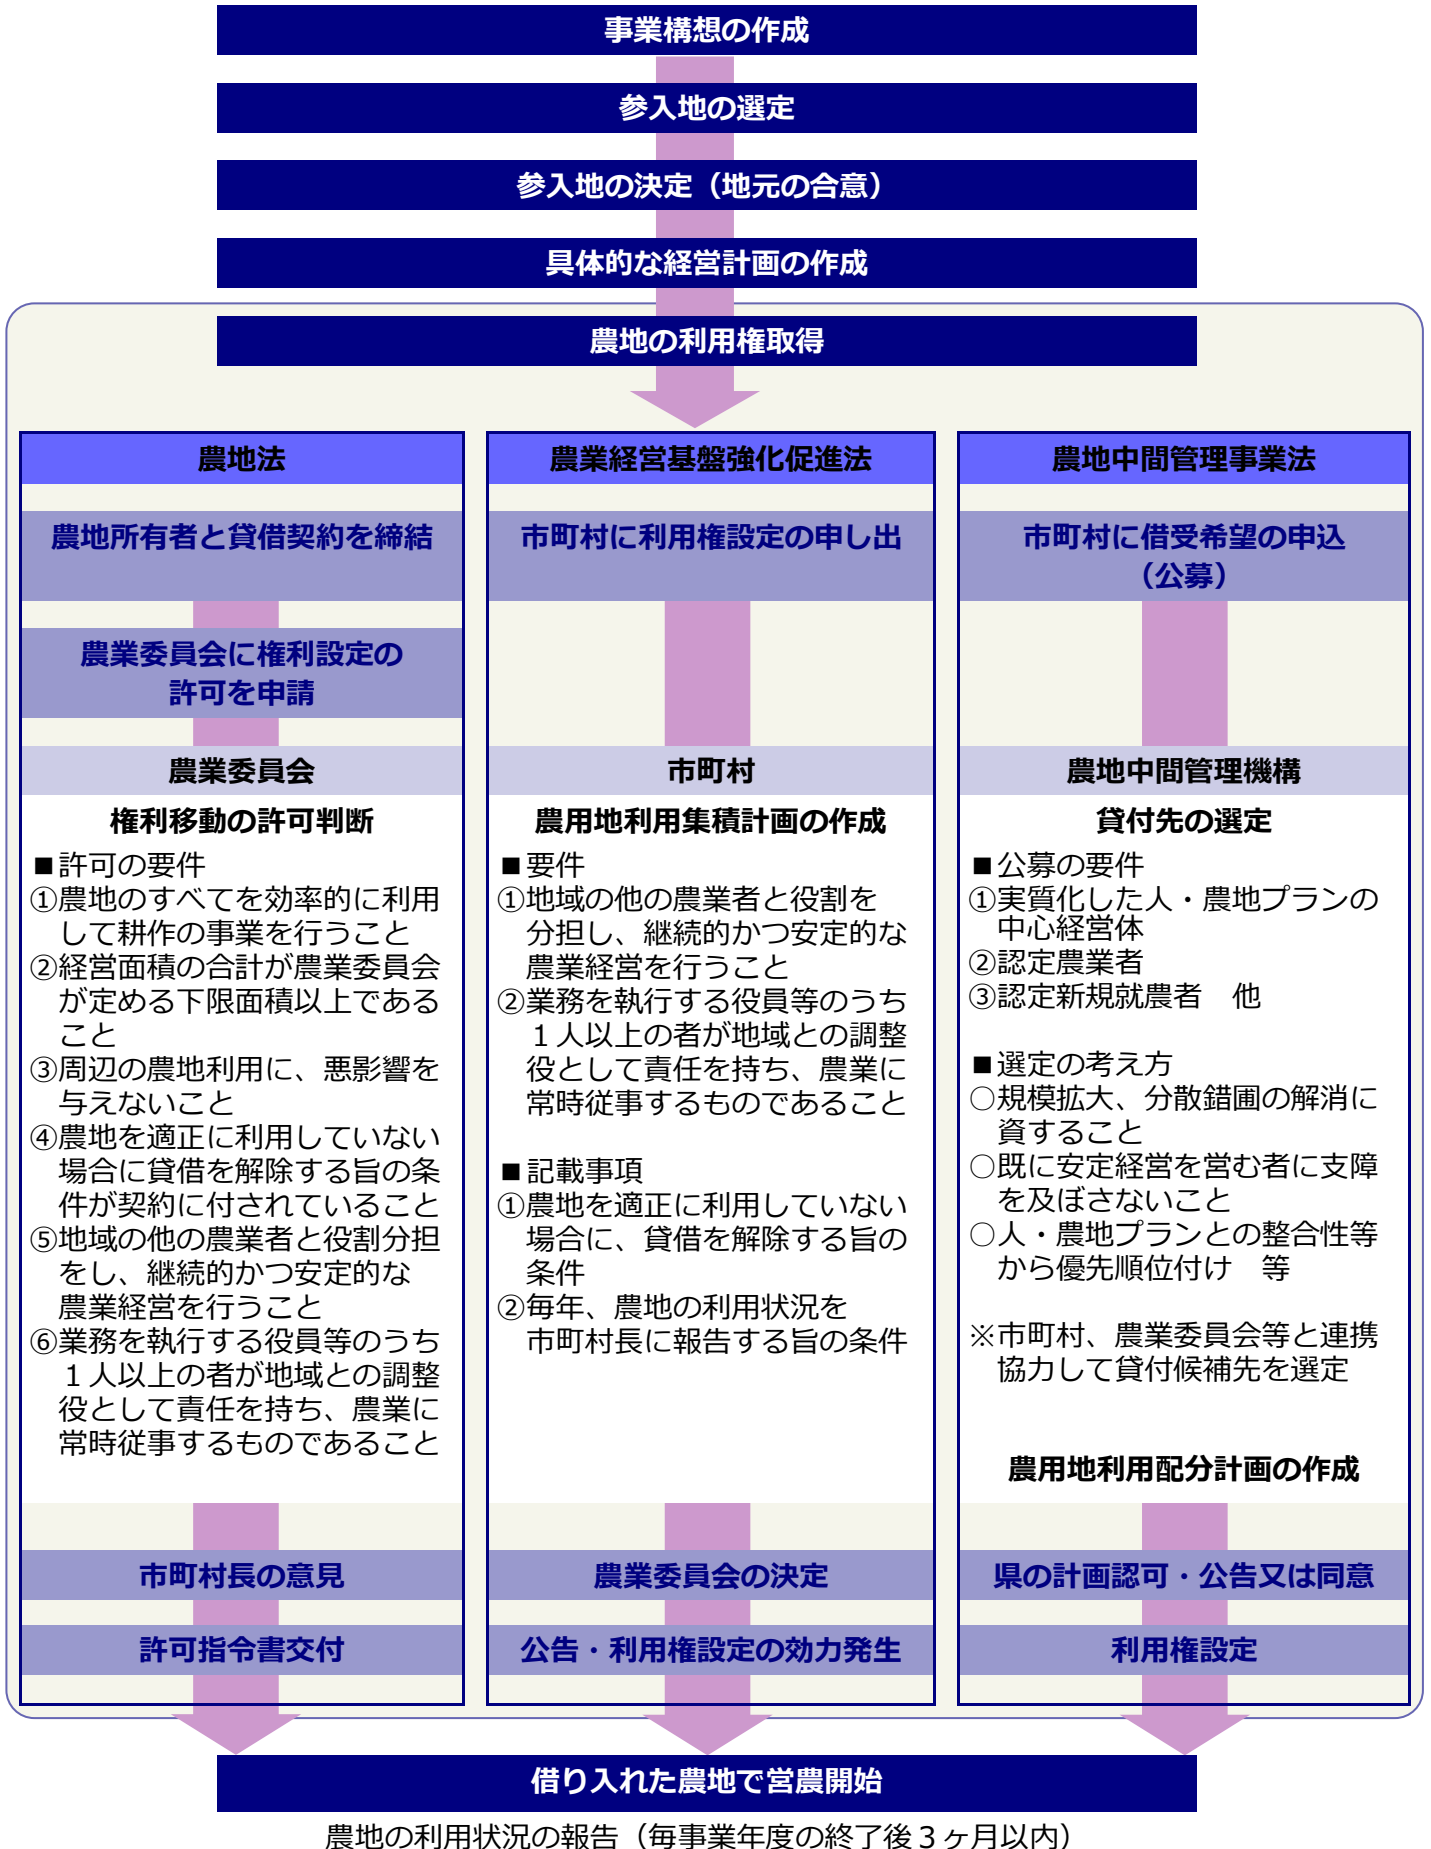 事業構想の作成
参入地の選定
参入地の決定（地元の合意）
具体的な経営計画の作成
農地の利用権取得
農地法
農地所有者と貸借契約を締結
農業委員会に権利設定の
許可を申請
農業委員会
権利移動の許可判断
■許可の要件
①農地のすべてを効率的に利用
して耕作の事業を行うこと
②経営面積の合計が農業委員会
が定める下限面積以上である
こと
③周辺の農地利用に、悪影響を
与えないこと
④農地を適正に利用していない
場合に貸借を解除する旨の条
件が契約に付されていること
⑤地域の他の農業者と役割分担
をし、継続的かつ安定的な
農業経営を行うこと
⑥業務を執行する役員等のうち
１人以上の者が地域との調整
役として責任を持ち、農業に
常時従事するものであること
市町村長の意見
許可指令書交付
農業経営基盤強化促進法
市町村に利用権設定の申し出
市町村
農用地利用集積計画の作成
■要件
①地域の他の農業者と役割を
分担し、継続的かつ安定的な
農業経営を行うこと
②業務を執行する役員等のうち
１人以上の者が地域との調整
役として責任を持ち、農業に
常時従事するものであること
■記載事項
①農地を適正に利用していない
場合に、貸借を解除する旨の
条件
②毎年、農地の利用状況を
市町村長に報告する旨の条件
農業委員会の決定
公告・利用権設定の効力発生
農地中間管理事業法
市町村に借受希望の申込
（公募）
農地中間管理機構
貸付先の選定
■公募の要件
①実質化した人・農地プランの
中心経営体
②認定農業者
③認定新規就農者　他
■選定の考え方
○規模拡大、分散錯圃の解消に
資すること
○既に安定経営を営む者に支障
を及ぼさないこと
○人・農地プランとの整合性等
から優先順位付け　等
※市町村、農業委員会等と連携
協力して貸付候補先を選定
農用地利用配分計画の作成
県の計画認可・公告又は同意
利用権設定
借り入れた農地で営農開始
農地の利用状況の報告（毎事業年度の終了後３ヶ月以内）